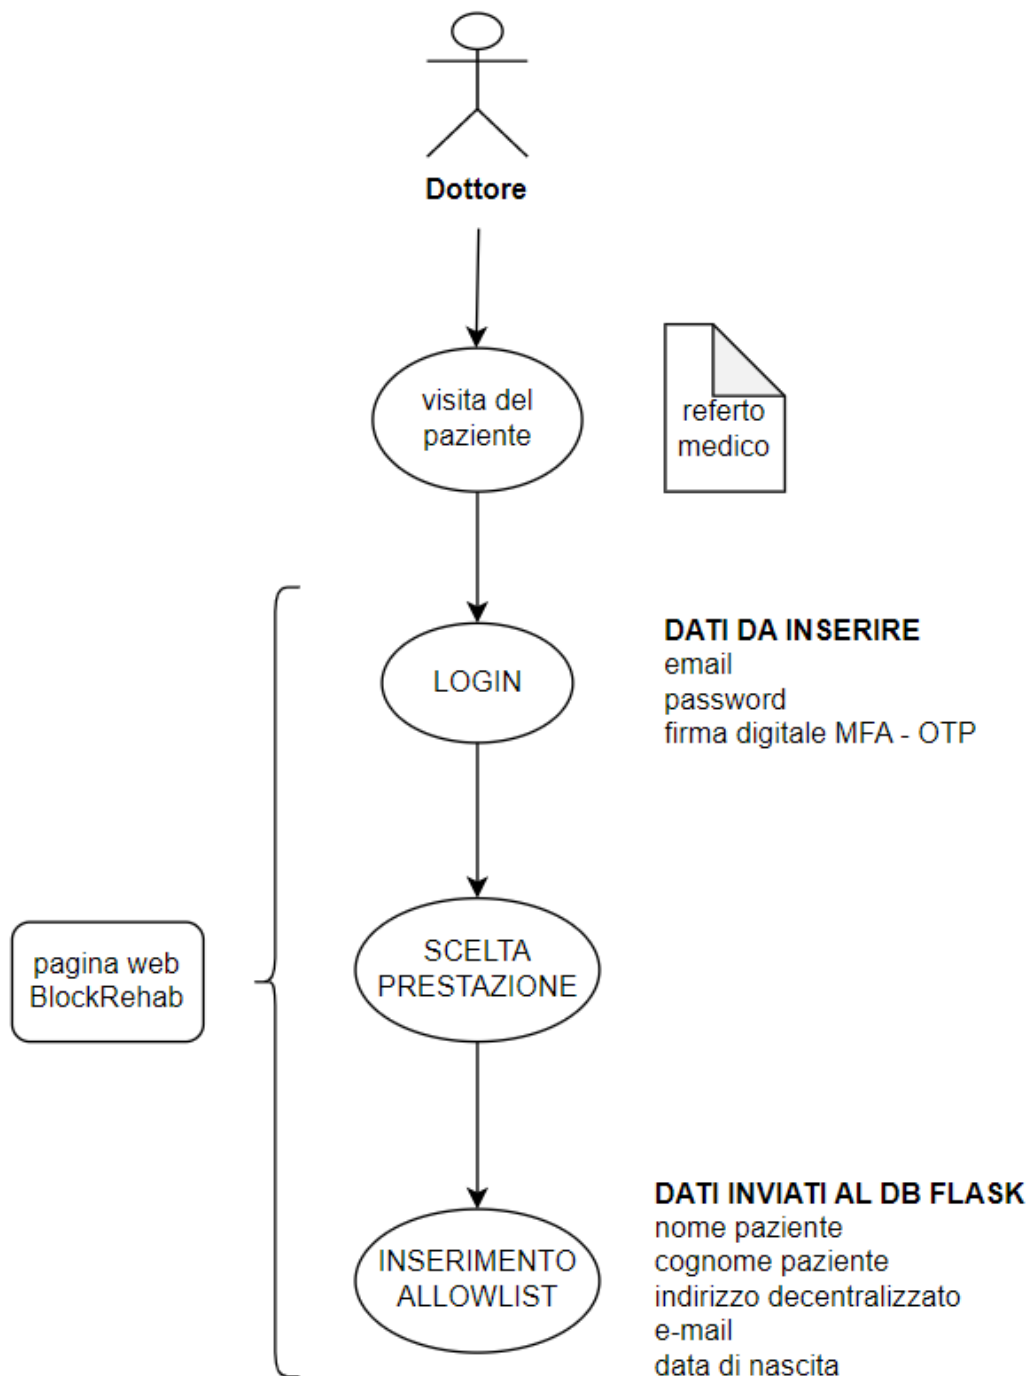 Dottore
visita del
paziente
referto
medico
LOGIN
DATI DA INSERIRE
email
password
firma digitale MFA - OTP
SCELTA
PRESTAZIONE
pagina web
BlockRehab
INSERIMENTO
ALLOWLIST
DATI INVIATI AL DB FLASK
nome paziente
cognome paziente
indirizzo decentralizzato
e-mail
data di nascita